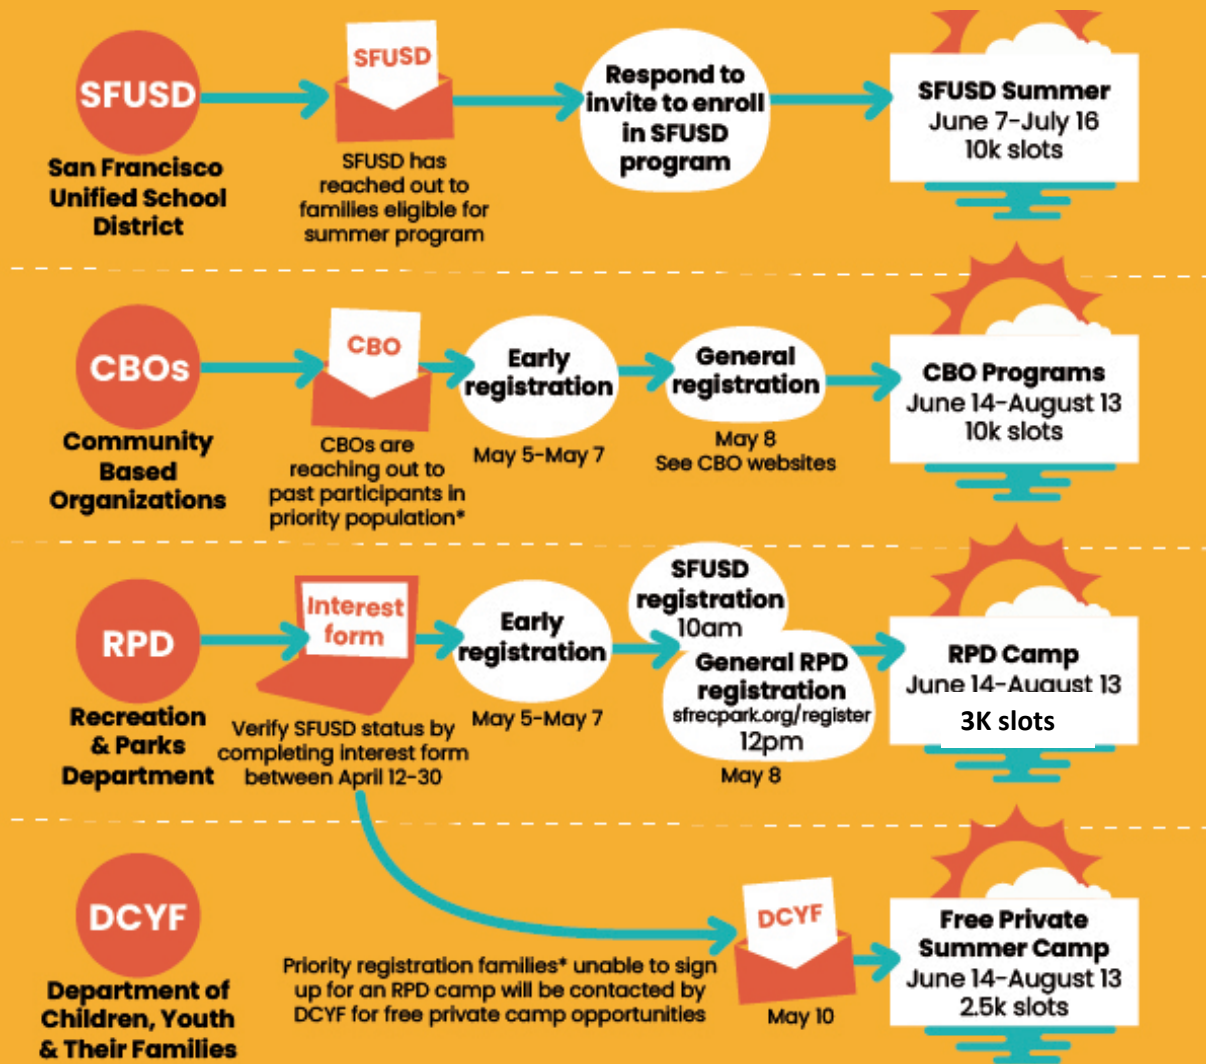 SFUSD
San Francisco
Unified School
District
SFUSD
SFUSD has
reached out to
families eligible for
summer program
Respond to
invite to enroll
in SFUSD
program
SFUSD Summer
June 7-July 16
10k slots
CBOs
Community
Based
Organizations
CBO
CBOs are
reaching out to
past participants in
priority population*
Early
registration
May 5-May 7
General
registration
May 8
See CBO websites
CBO Programs
June 14-August 13
10k slots
RPD
Recreation
& Parks
Department
Interest
form
Verify SFUSD status by
completing interest form
between April 12-30
Early
registration
May 5-May 7
SFUSD
registration
10am
General RPD
registration
sfrecpark.org/register
12pm
May 8
RPD Camp
June 14-August 13
3K slots
DCYF
Department of
Children, Youth
& Their Families
Priority registration families* unable to sign
up for an RPD camp will be contacted by
DCYF for free private camp opportunities
DCYF
May 10
Free Private
Summer Camp
June 14-August 13
2.5k slots